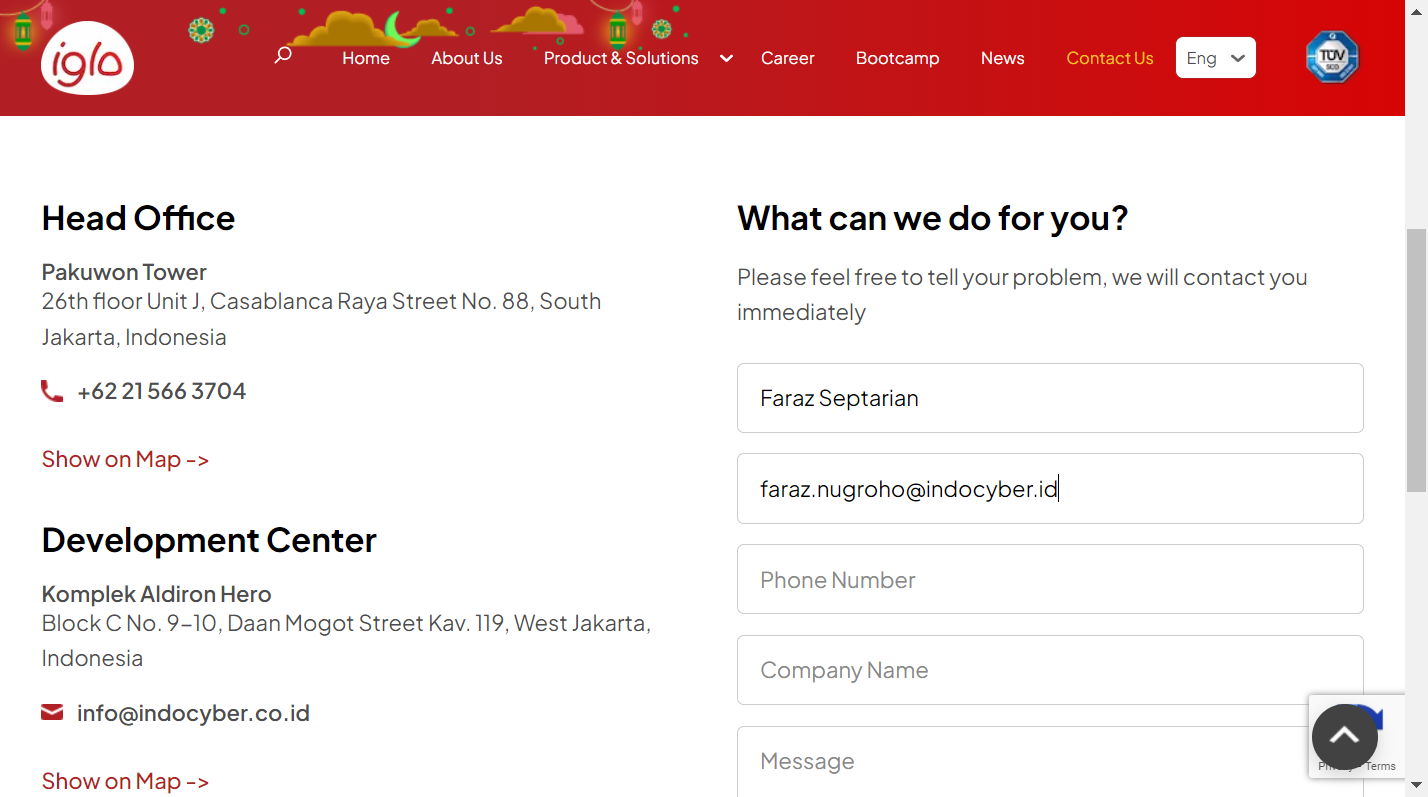 iglo
Home
About Us
Product & Solutions
Career
Bootcamp
News
Contact Us
Eng
TÜV
SÜD
Head Office
Pakuwon Tower
26th floor Unit J, Casablanca Raya Street No. 88, South
Jakarta, Indonesia
+62 21 566 3704
Show on Map ->
Development Center
Komplek Aldiron Hero
Block C No. 9-10, Daan Mogot Street Kav. 119, West Jakarta,
Indonesia
info@indocyber.co.id
Show on Map ->
What can we do for you?
Please feel free to tell your problem, we will contact you
immediately
Faraz Septarian
faraz.nugroho@indocyber.id
Phone Number
Company Name
Message
Terms